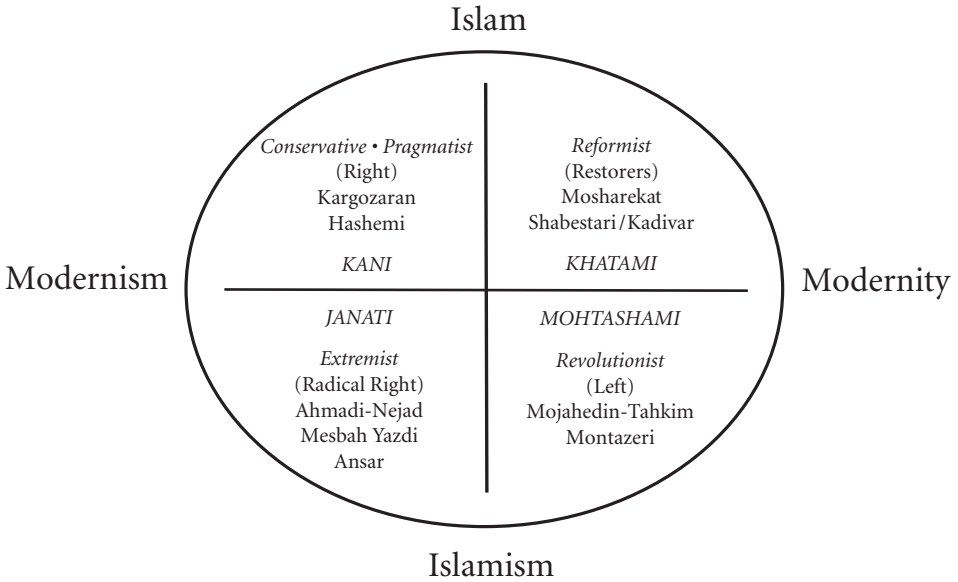 Islam
Conservative • Pragmatist
(Right)
Kargozaran
Hashemi
KANI
Reformist
(Restorers)
Mosharekat
Shabestari/Kadivar
KHATAMI
Modernism
Modernity
JANATI
Extremist
(Radical Right)
Ahmadi-Nejad
Mesbah Yazdi
Ansar
MOHTASHAMI
Revolutionist
(Left)
Mojahedin-Tahkim
Montazeri
Islamism